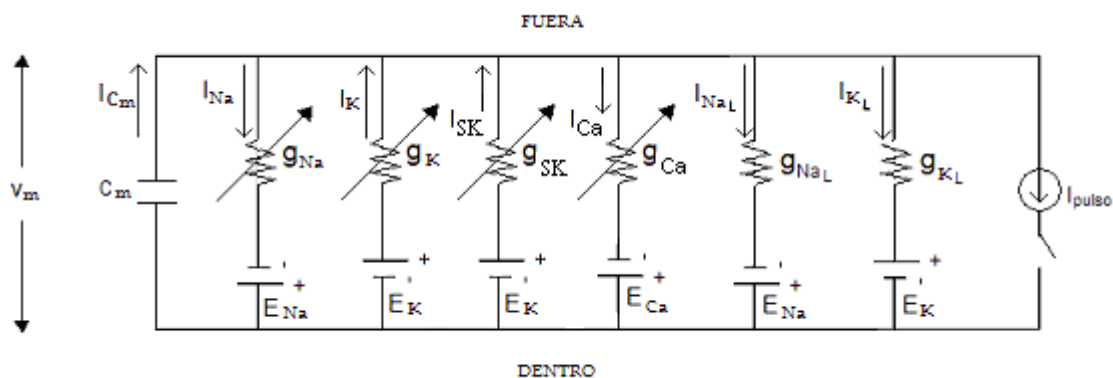 FUERA
I_Cm I_Na I_K I_SK I_Ca I_NaL I_KL
V_m C_m g_Na g_K g_SK g_Ca g_NaL g_KL I_pulso
- + + - + - - + - + + -
E_Na E_K E_K E_Ca E_Na E_K
DENTRO